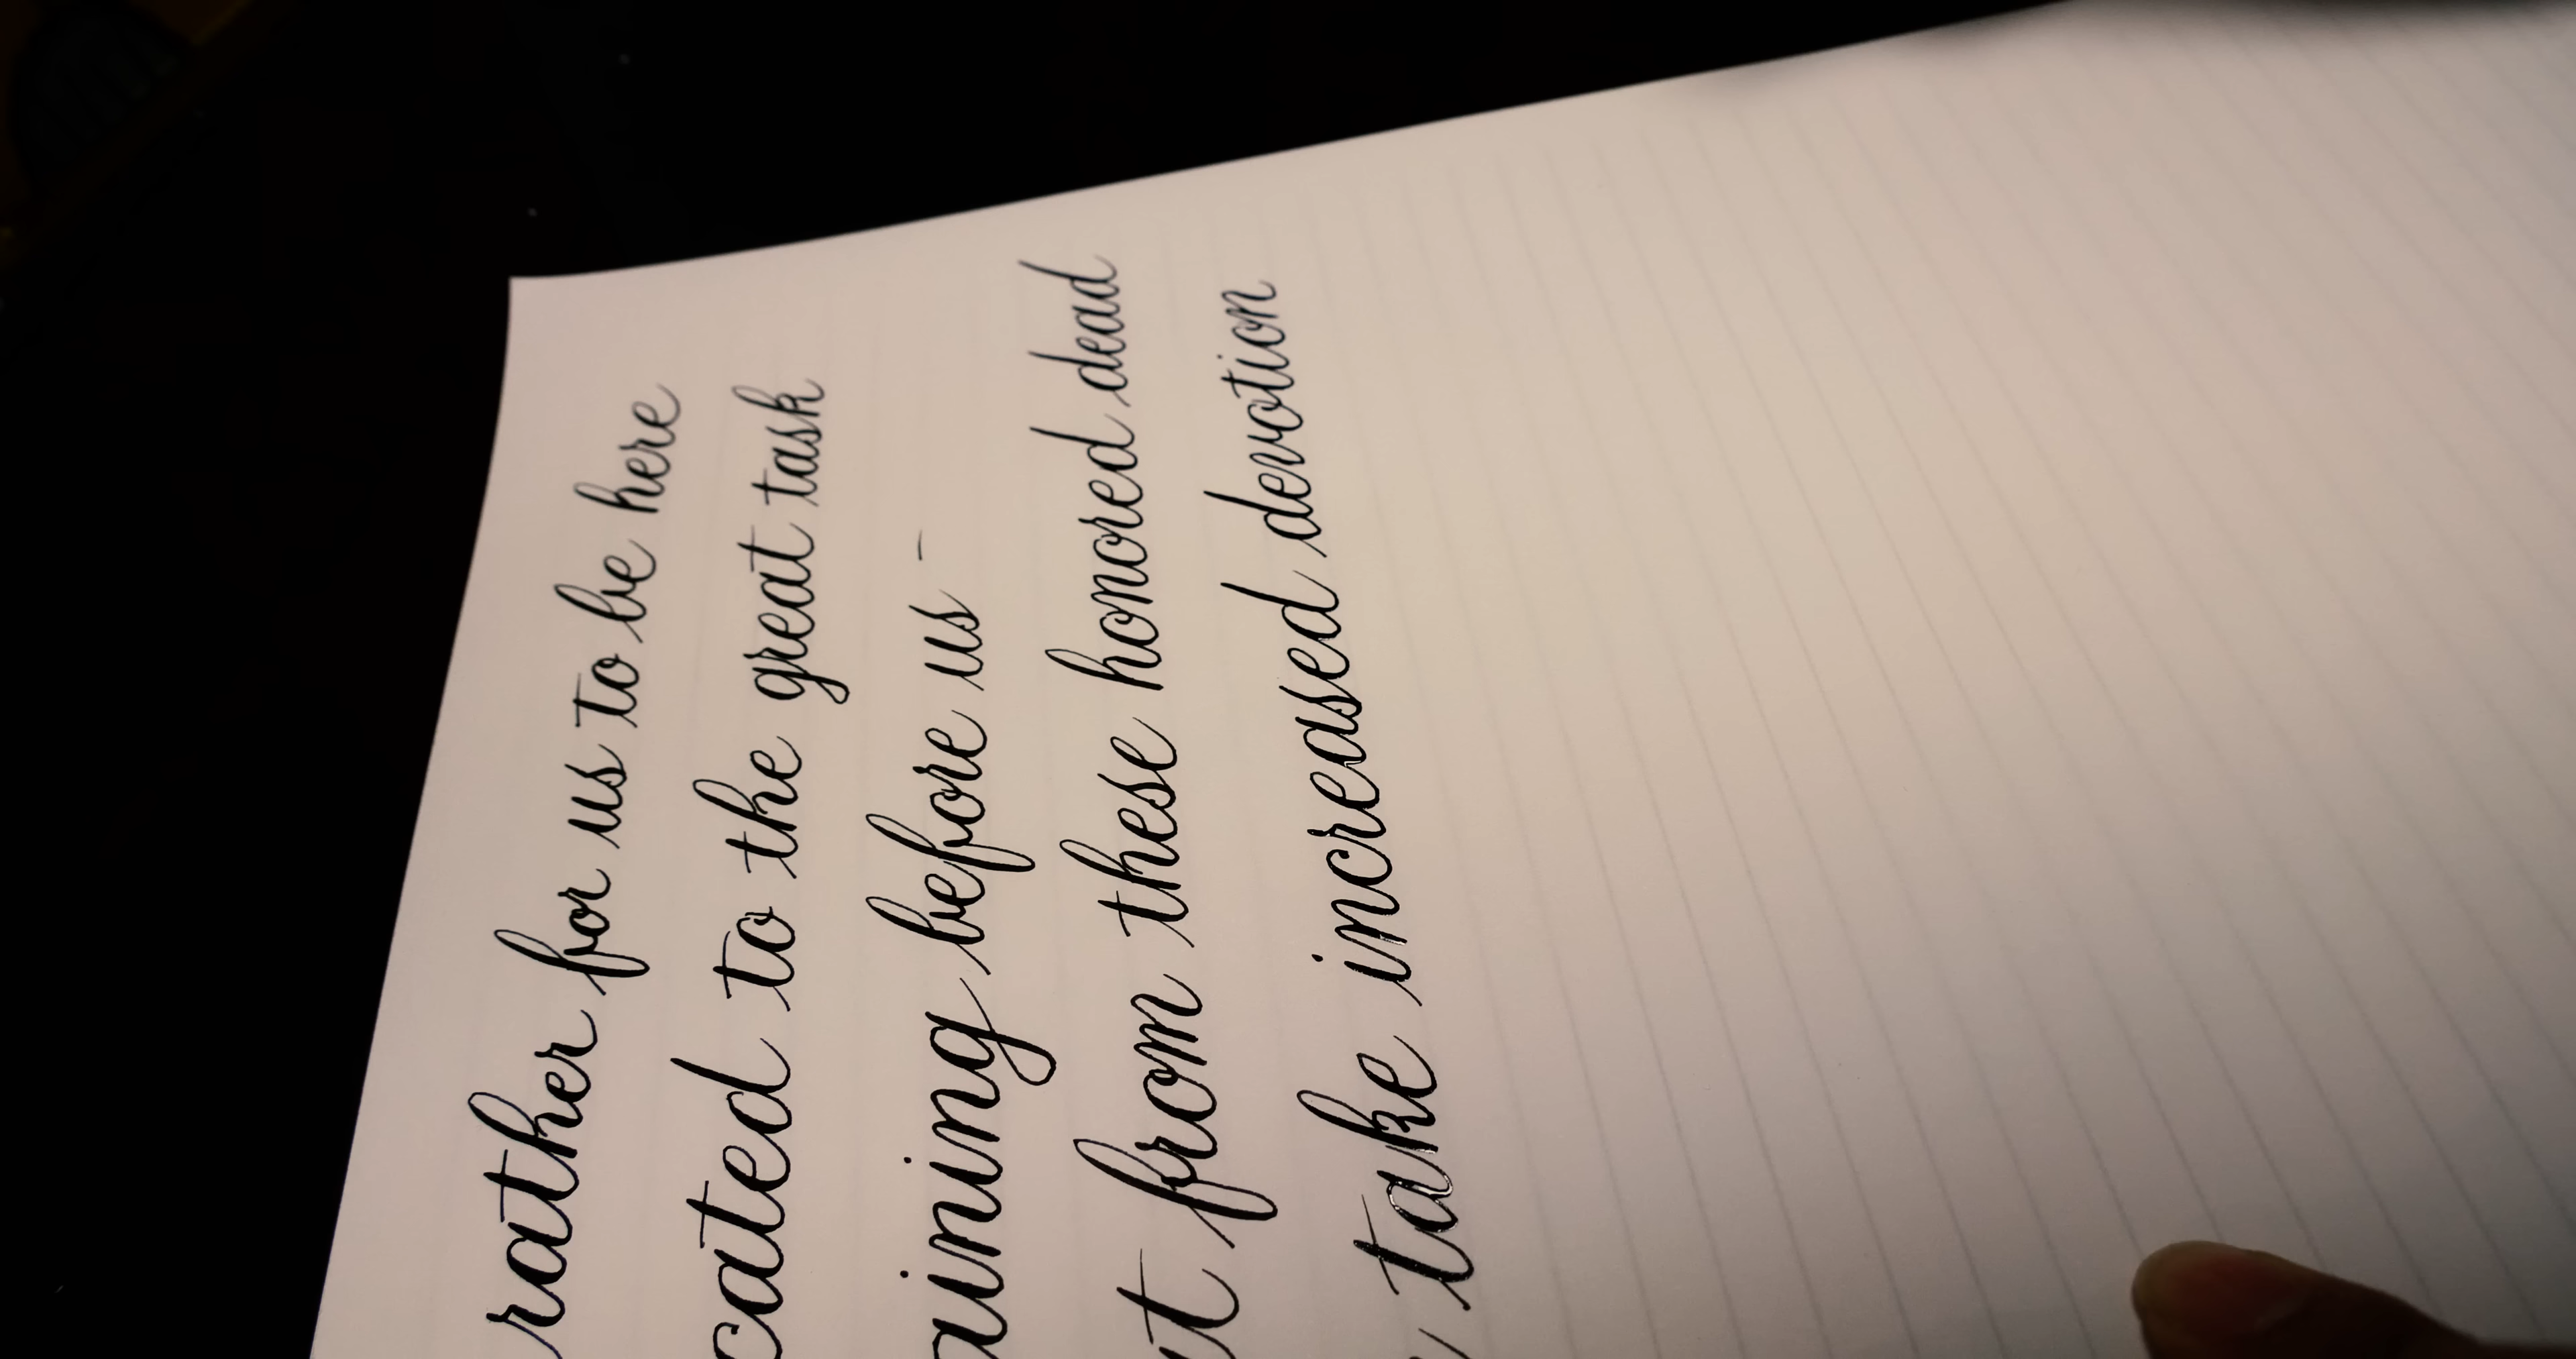 rather for us to be here
cated to the great task
aining before us —
t from these honored dead
take increased devotion